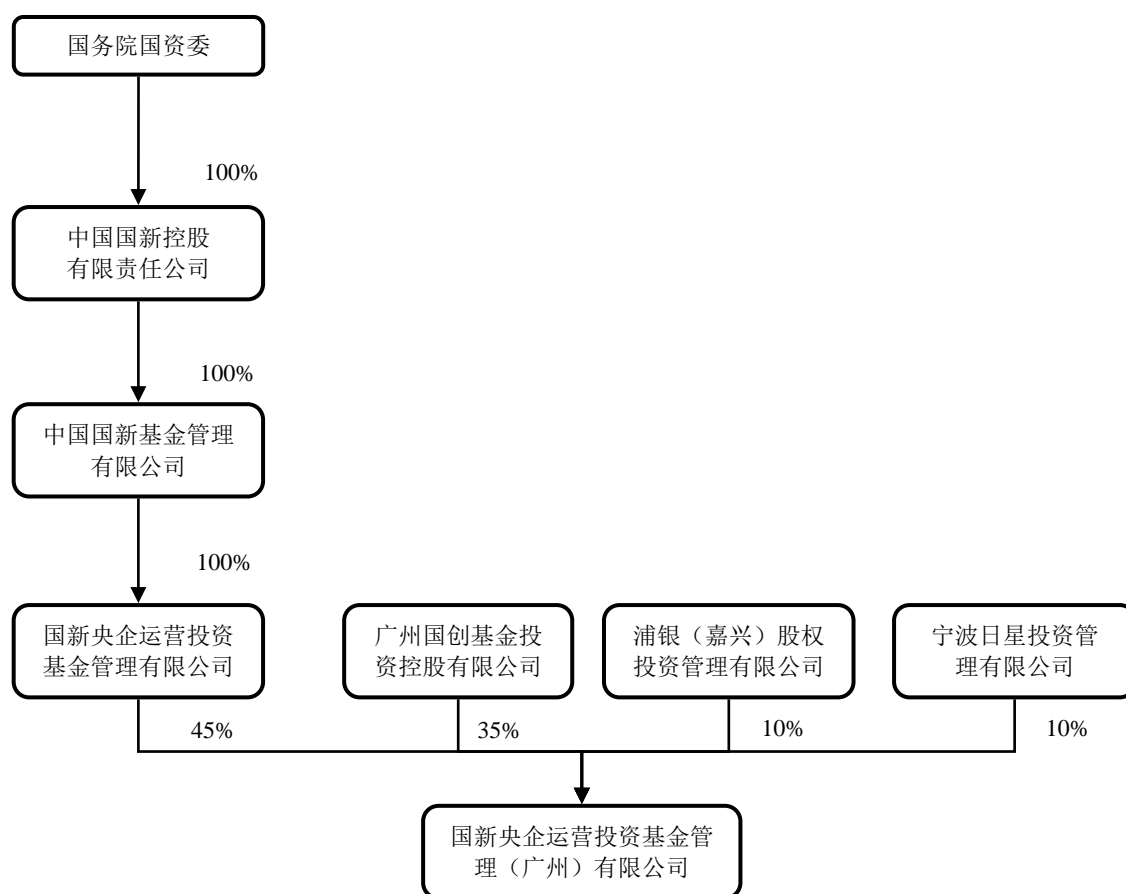 国务院国资委
100%
中国国新控股
有限责任公司
100%
中国国新基金管理
有限公司
100%
国新央企运营投资
基金管理有限公司
广州国创基金投
资控股有限公司
浦银（嘉兴）股权
投资管理有限公司
宁波日星投资管
理有限公司
45%
35%
10%
10%
国新央企运营投资基金管
理（广州）有限公司